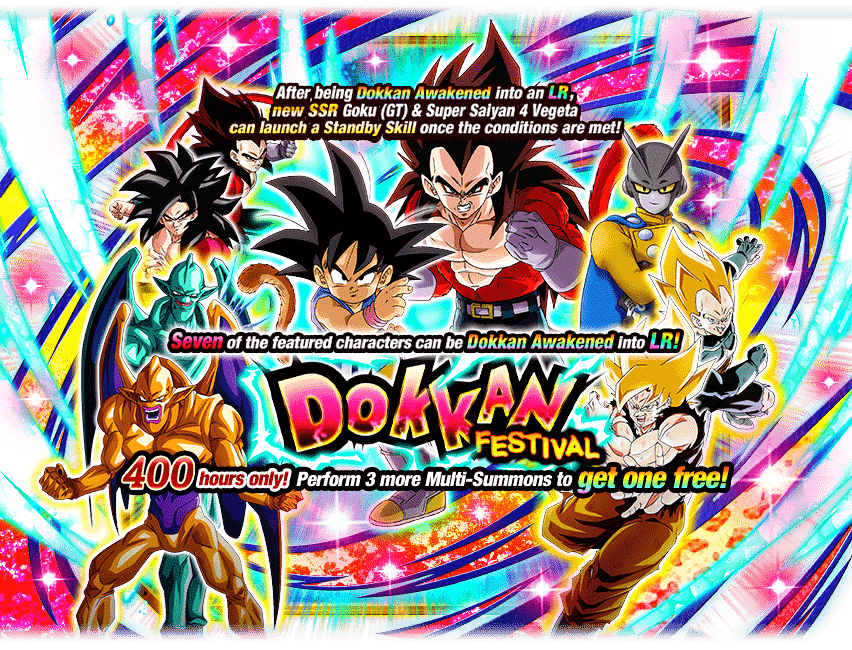 After being Dokkan Awakened into an LR,
new SSR Goku (GT) & Super Saiyan 4 Vegeta
can launch a Standby Skill once the conditions are met!
Seven of the featured characters can be Dokkan Awakened into LR!
DOKKAN
FESTIVAL
400 hours only! Perform 3 more Multi-Summons to get one free!